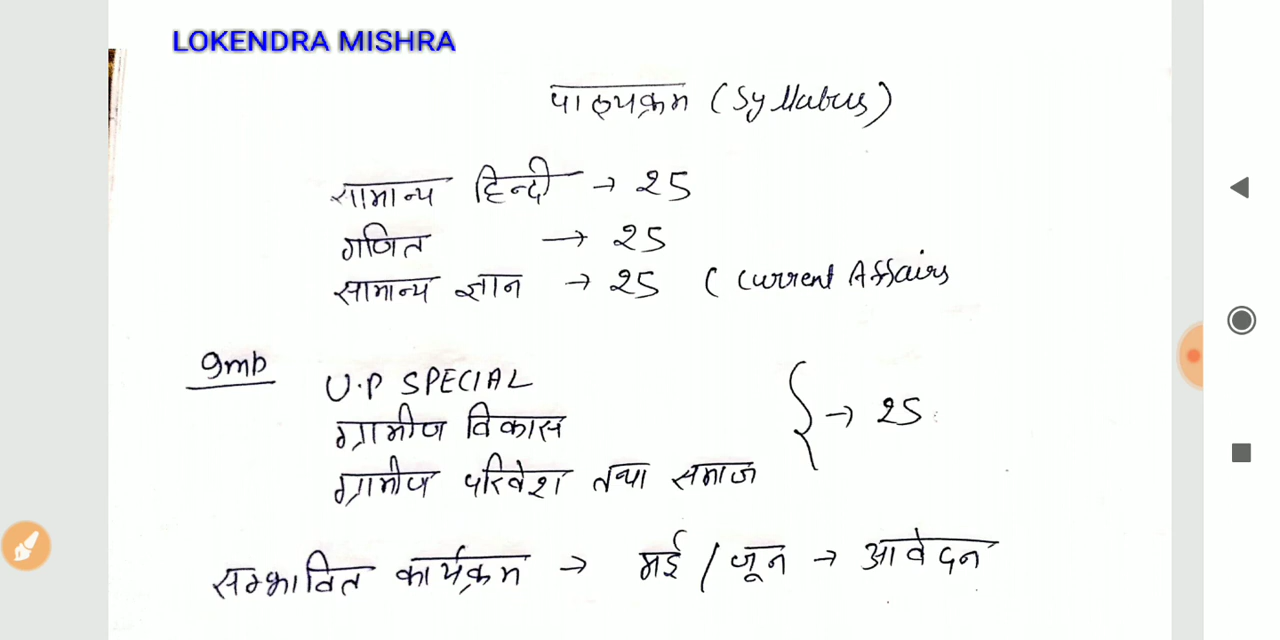 LOKENDRA MISHRA
पाठ्यक्रम (Syllabus)
सामान्य हिन्दी → 25
गणित → 25
सामान्य ज्ञान → 25 ( Current Affairs
Imp
U.P SPECIAL
ग्रामीण विकास
ग्रामीण परिवेश तथा समाज } → 25
सम्भावित कार्यक्रम → मई / जून → आवेदन